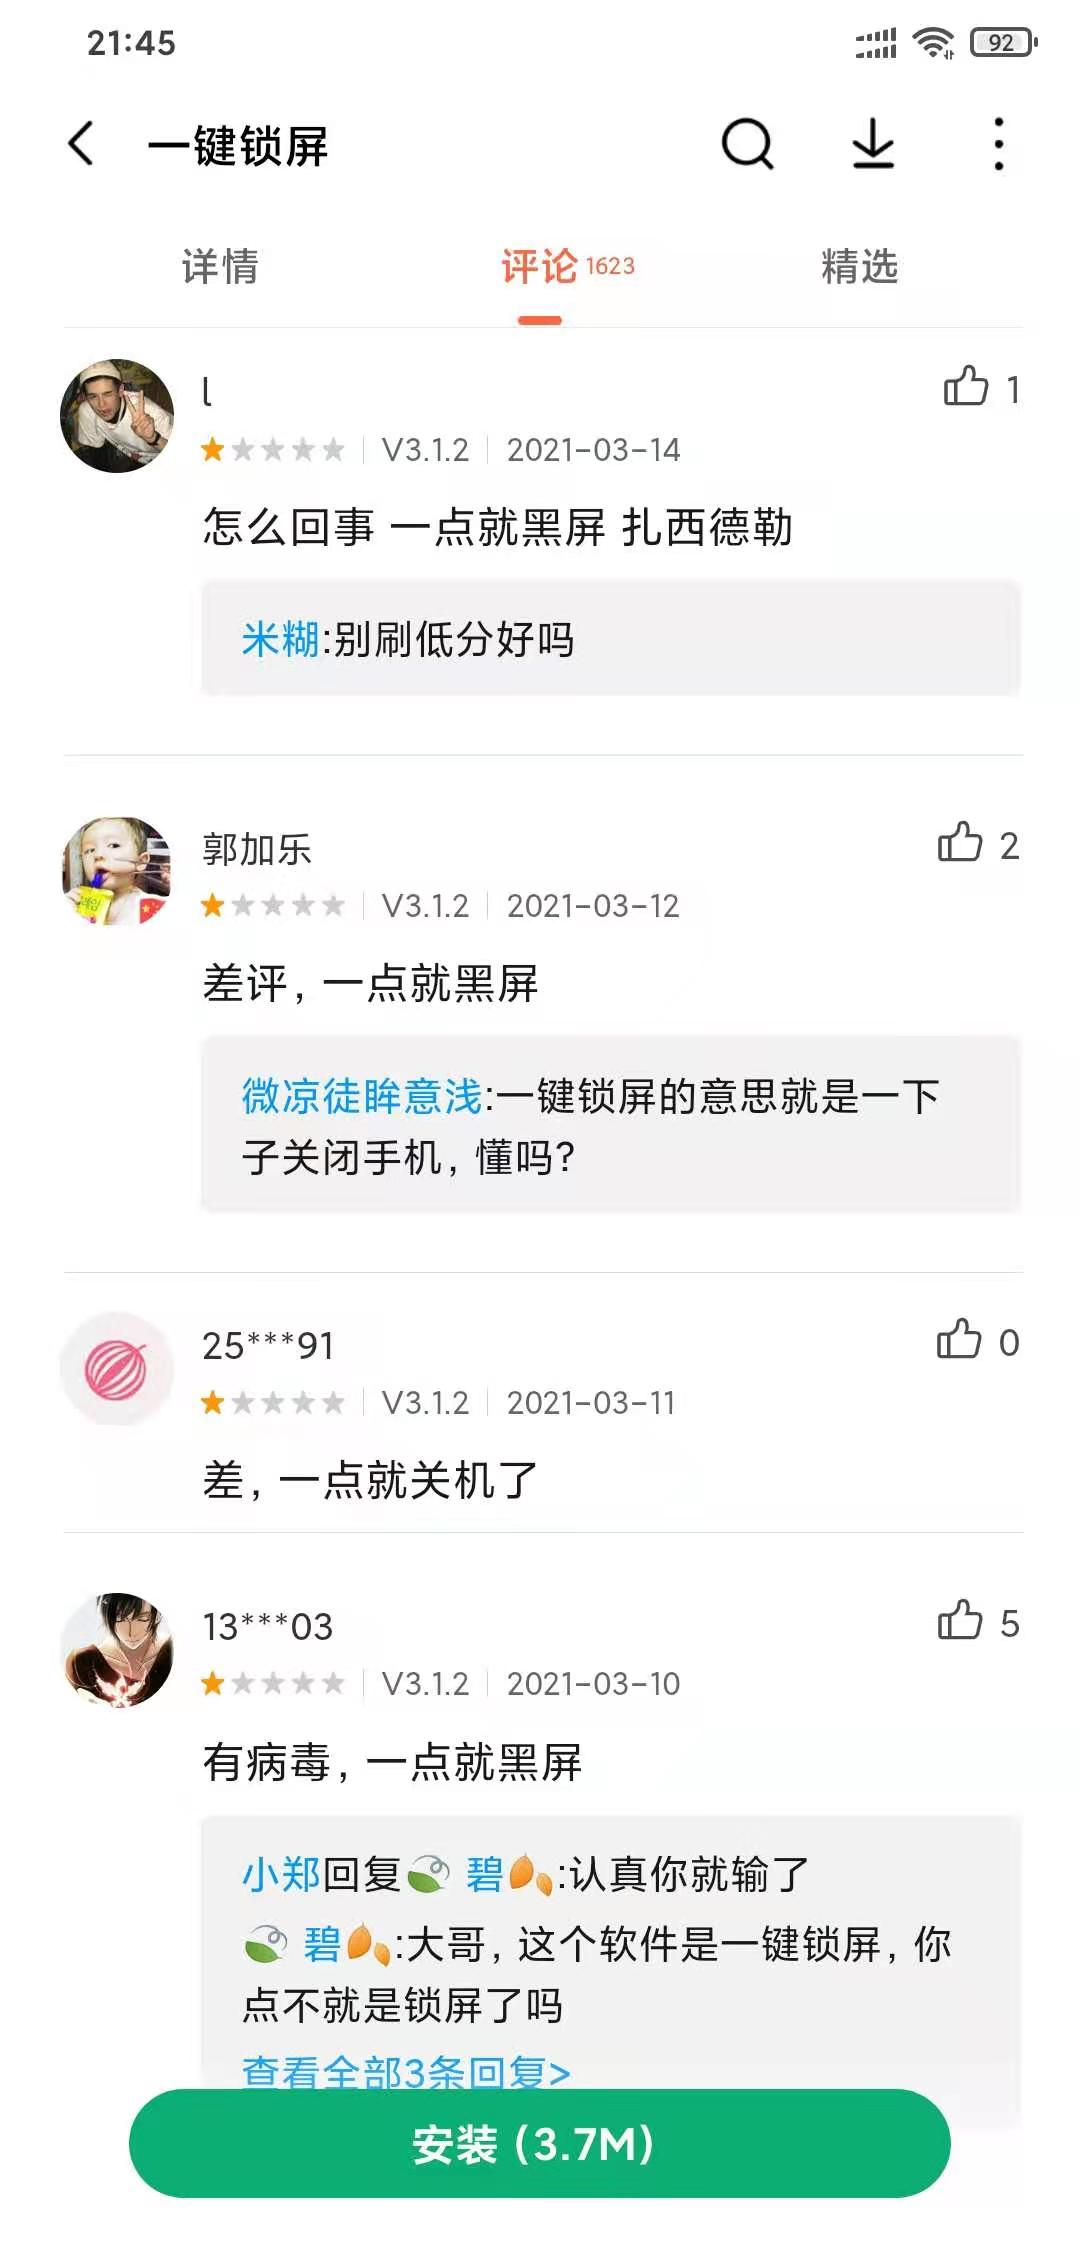 21:45
92
一键锁屏
详情
评论 1623
精选
l
1
V3.1.2
2021-03-14
怎么回事 一点就黑屏 扎西德勒
米糊:别刷低分好吗
郭加乐
2
V3.1.2
2021-03-12
差评，一点就黑屏
微凉徒眸意浅:一键锁屏的意思就是一下
子关闭手机，懂吗?
25***91
0
V3.1.2
2021-03-11
差，一点就关机了
13***03
5
V3.1.2
2021-03-10
有病毒，一点就黑屏
小郑回复🍃 碧🍂:认真你就输了
🍃 碧🍂:大哥，这个软件是一键锁屏，你
点不就是锁屏了吗
查看全部3条回复>
安装 (3.7M)